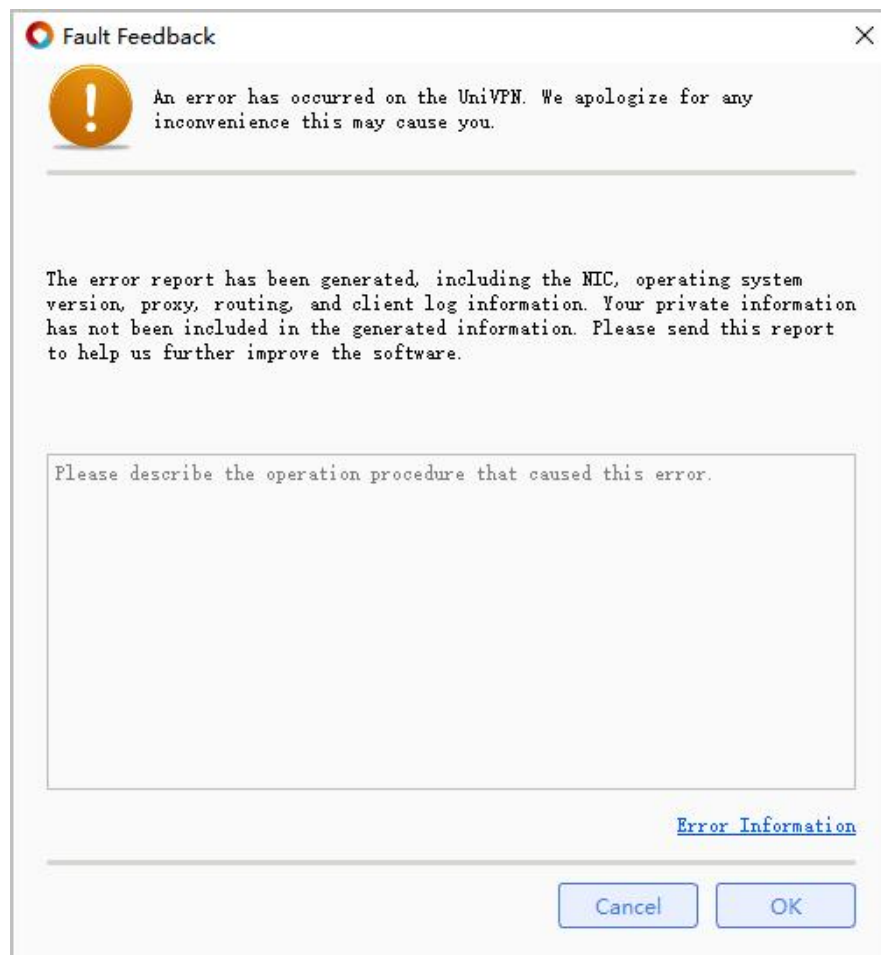 Fault Feedback
An error has occurred on the UniVPN. We apologize for any
inconvenience this may cause you.
The error report has been generated, including the NIC, operating system
version, proxy, routing, and client log information. Your private information
has not been included in the generated information. Please send this report
to help us further improve the software.
Please describe the operation procedure that caused this error.
Error Information
Cancel
OK